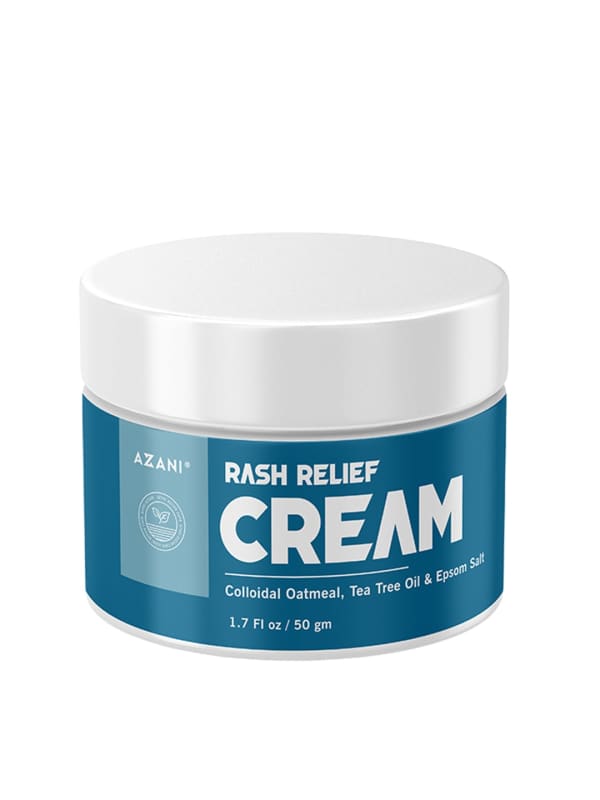 AZANI®
RASH RELIEF
CREAM
Colloidal Oatmeal, Tea Tree Oil & Epsom Salt
1.7 Fl oz / 50 gm